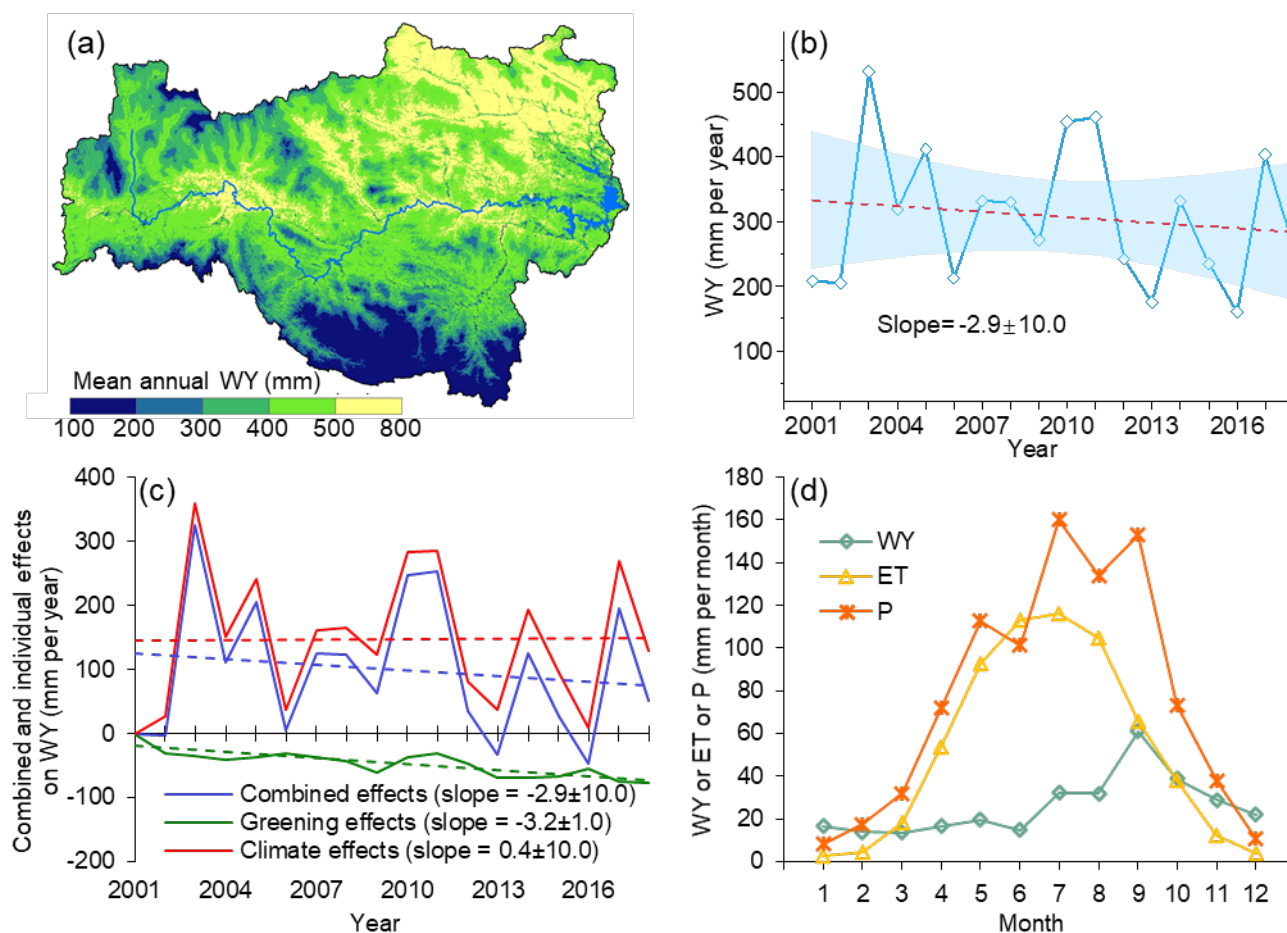 (a)
Mean annual WY (mm)
100 200 300 400 500 800
(b)
WY (mm per year)
500
400
300
200
100
Slope= -2.9±10.0
2001 2004 2007 2010 2013 2016
Year
(c)
Combined and individual effects
on WY (mm per year)
400
300
200
100
0
-100
-200
Combined effects (slope = -2.9±10.0)
Greening effects (slope = -3.2±1.0)
Climate effects (slope = 0.4±10.0)
2001 2004 2007 2010 2013 2016
Year
(d)
WY or ET or P (mm per month)
180
160
140
120
100
80
60
40
20
0
WY
ET
P
1 2 3 4 5 6 7 8 9 10 11 12
Month